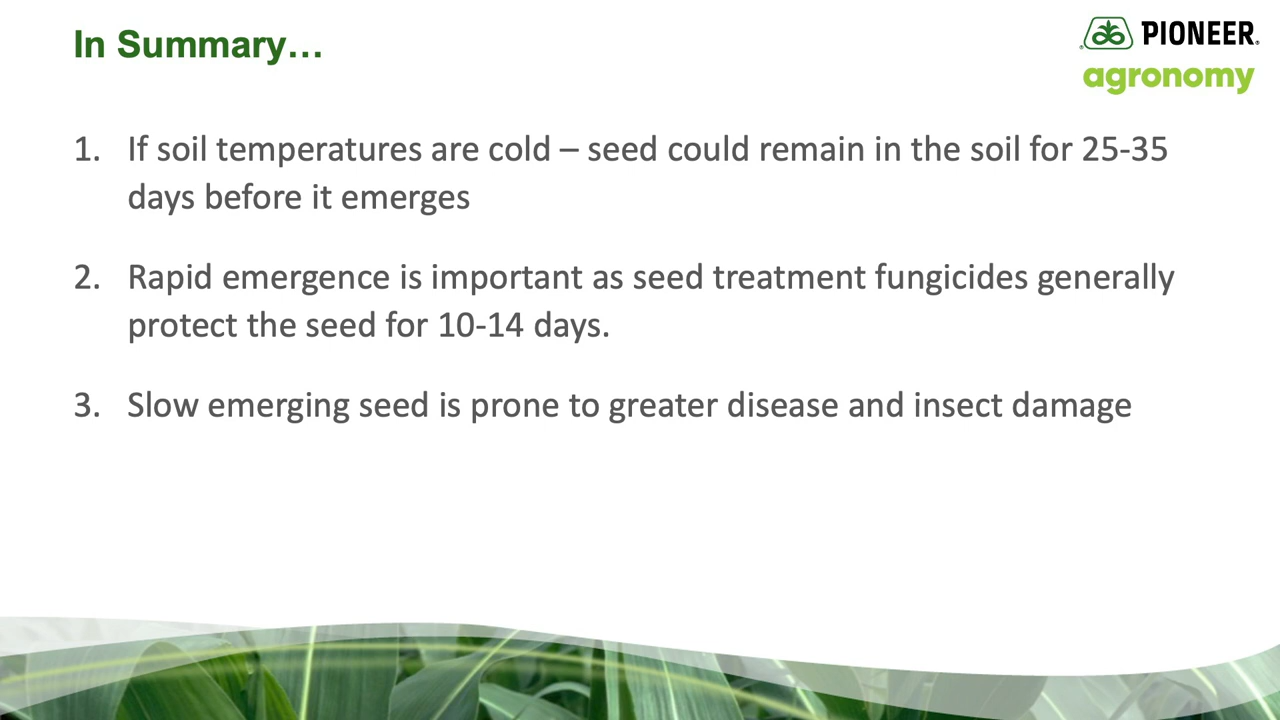 In Summary…
PIONEER
agronomy
1. If soil temperatures are cold – seed could remain in the soil for 25-35
days before it emerges
2. Rapid emergence is important as seed treatment fungicides generally
protect the seed for 10-14 days.
3. Slow emerging seed is prone to greater disease and insect damage